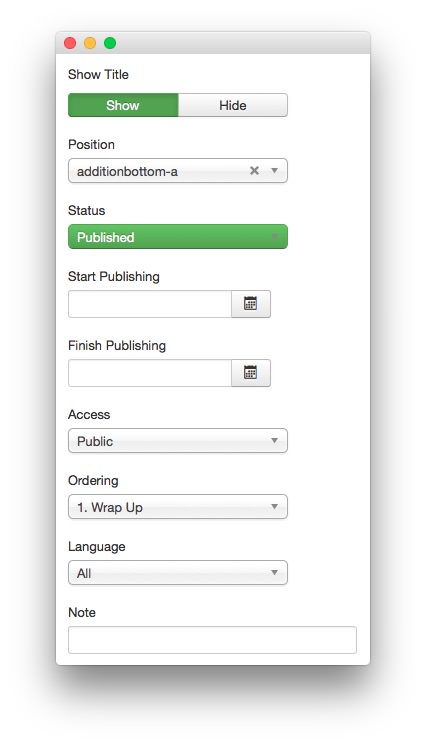 Show Title
Show Hide
Position
additionbottom-a
Status
Published
Start Publishing
Finish Publishing
Access
Public
Ordering
1. Wrap Up
Language
All
Note